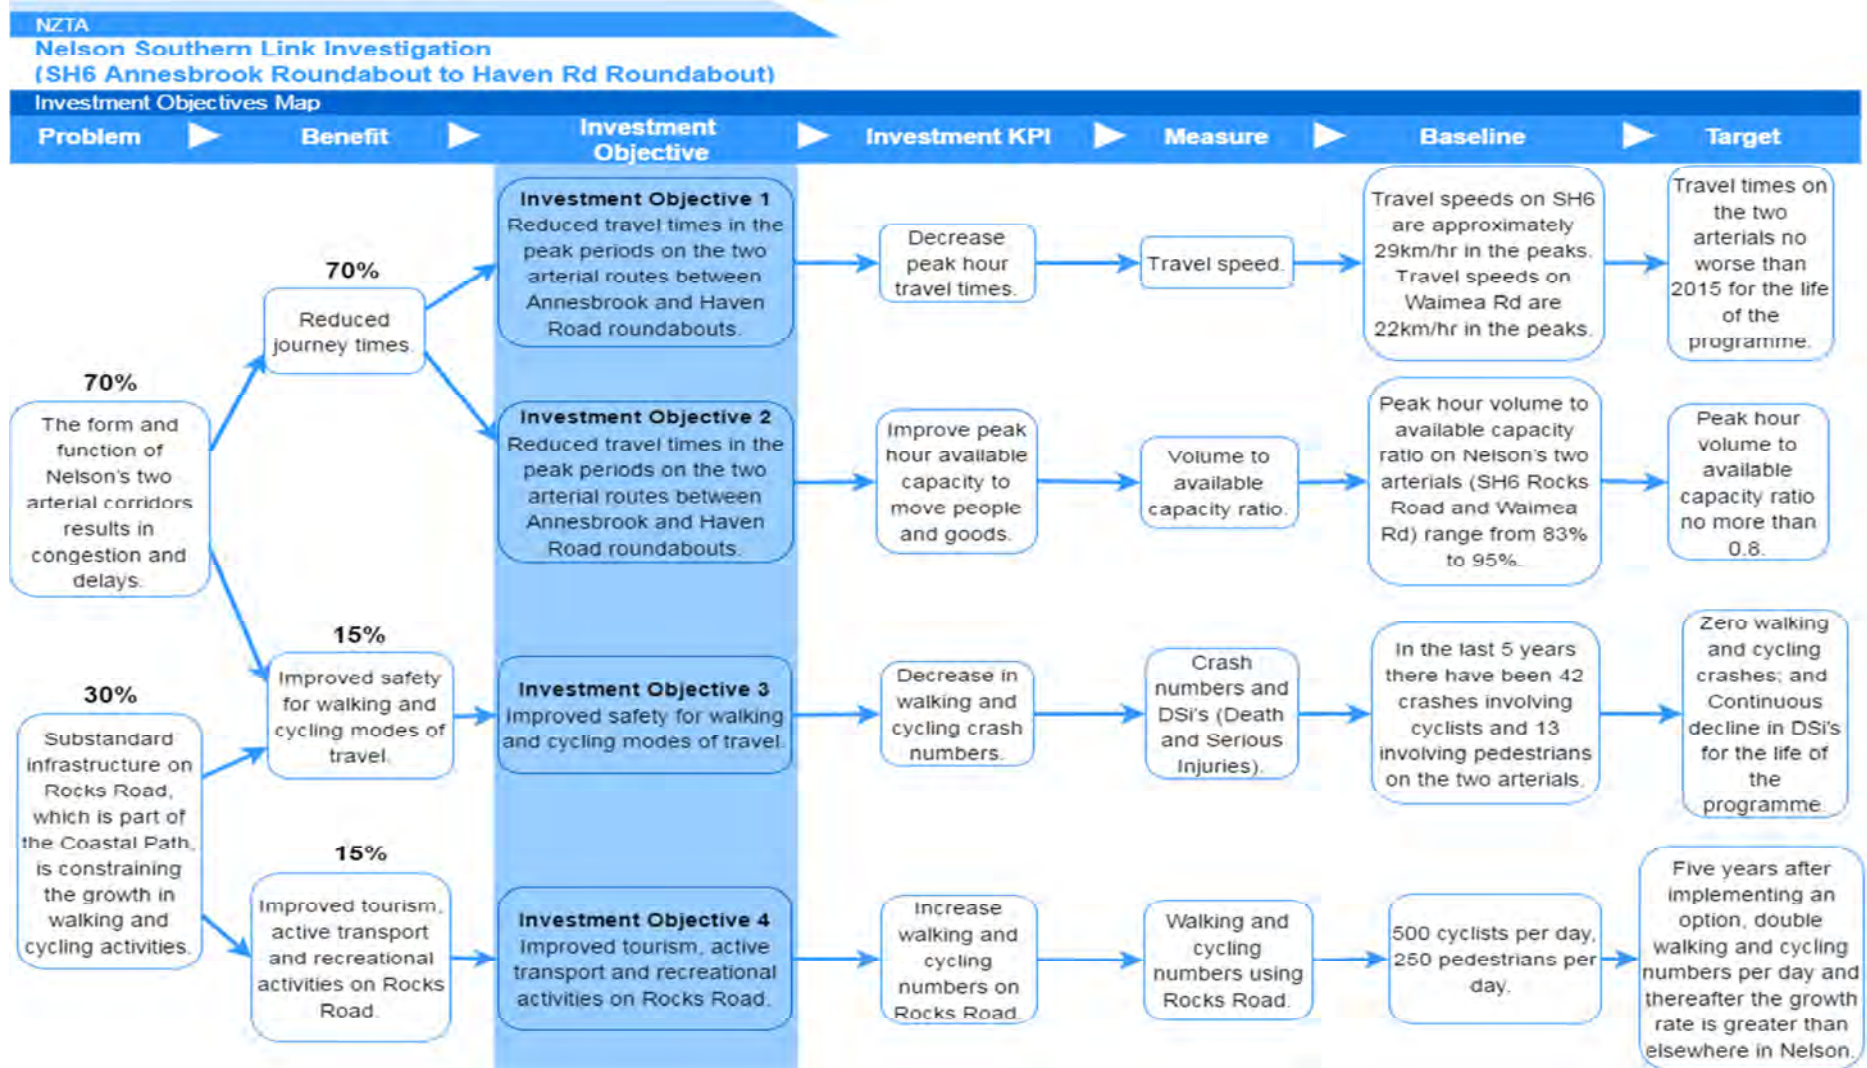 NZTA
Nelson Southern Link Investigation
(SH6 Annesbrook Roundabout to Haven Rd Roundabout)
Investment Objectives Map
Problem
Benefit
Investment
Objective
Investment KPI
Measure
Baseline
Target
70%
The form and
function of
Nelson's two
arterial corridors
results in
congestion and
delays.
30%
Substandard
infrastructure on
Rocks Road,
which is part of
the Coastal Path,
is constraining
the growth in
walking and
cycling activities.
70%
Reduced
journey times.
15%
Improved safety
for walking and
cycling modes of
travel.
15%
Improved tourism,
active transport
and recreational
activities on Rocks
Road.
Investment Objective 1
Reduced travel times in the
peak periods on the two
arterial routes between
Annesbrook and Haven
Road roundabouts.
Decrease
peak hour
travel times.
Travel speed.
Travel speeds on SH6
are approximately
29km/hr in the peaks.
Travel speeds on
Waimea Rd are
22km/hr in the peaks.
Travel times on
the two
arterials no
worse than
2015 for the life
of the
programme.
Investment Objective 2
Reduced travel times in the
peak periods on the two
arterial routes between
Annesbrook and Haven
Road roundabouts.
Improve peak
hour available
capacity to
move people
and goods.
Volume to
available
capacity ratio.
Peak hour volume to
available capacity
ratio on Nelson's two
arterials (SH6 Rocks
Road and Waimea
Rd) range from 83%
to 95%.
Peak hour
volume to
available
capacity ratio
no more than
0.8.
Investment Objective 3
Improved safety for walking
and cycling modes of travel.
Decrease in
walking and
cycling crash
numbers.
Crash
numbers and
DSi's (Death
and Serious
Injuries).
In the last 5 years
there have been 42
crashes involving
cyclists and 13
involving pedestrians
on the two arterials.
Zero walking
and cycling
crashes; and
Continuous
decline in DSi's
for the life of
the
programme.
Investment Objective 4
Improved tourism, active
transport and recreational
activities on Rocks Road.
Increase
walking and
cycling
numbers on
Rocks Road.
Walking and
cycling
numbers using
Rocks Road.
500 cyclists per day,
250 pedestrians per
day.
Five years after
implementing an
option, double
walking and cycling
numbers per day and
thereafter the growth
rate is greater than
elsewhere in Nelson.